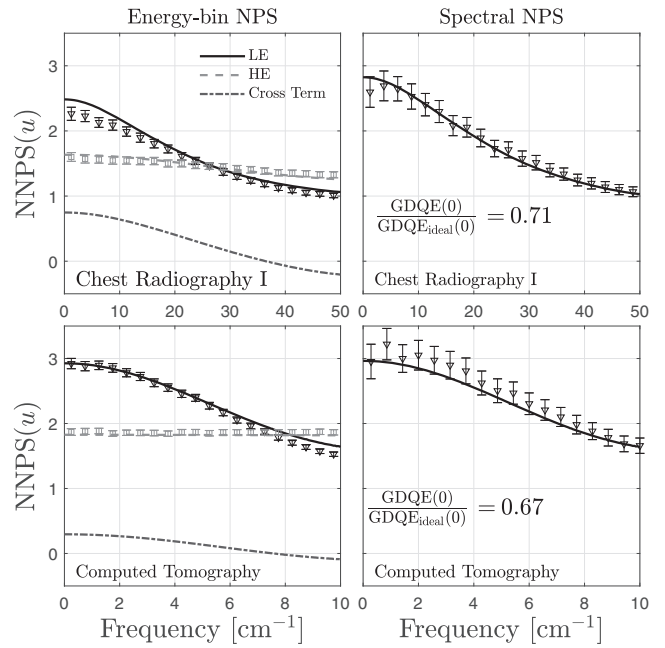 Energy-bin NPS
Spectral NPS
LE
HE
Cross Term
NNPS(u)
3
2
1
0
Chest Radiography I
0 10 20 30 40 50
GDQE(0)
GDQE_ideal(0) = 0.71
Chest Radiography I
0 10 20 30 40 50
NNPS(u)
3
2
1
0
Computed Tomography
0 2 4 6 8 10
Frequency [cm⁻¹]
GDQE(0)
GDQE_ideal(0) = 0.67
Computed Tomography
0 2 4 6 8 10
Frequency [cm⁻¹]